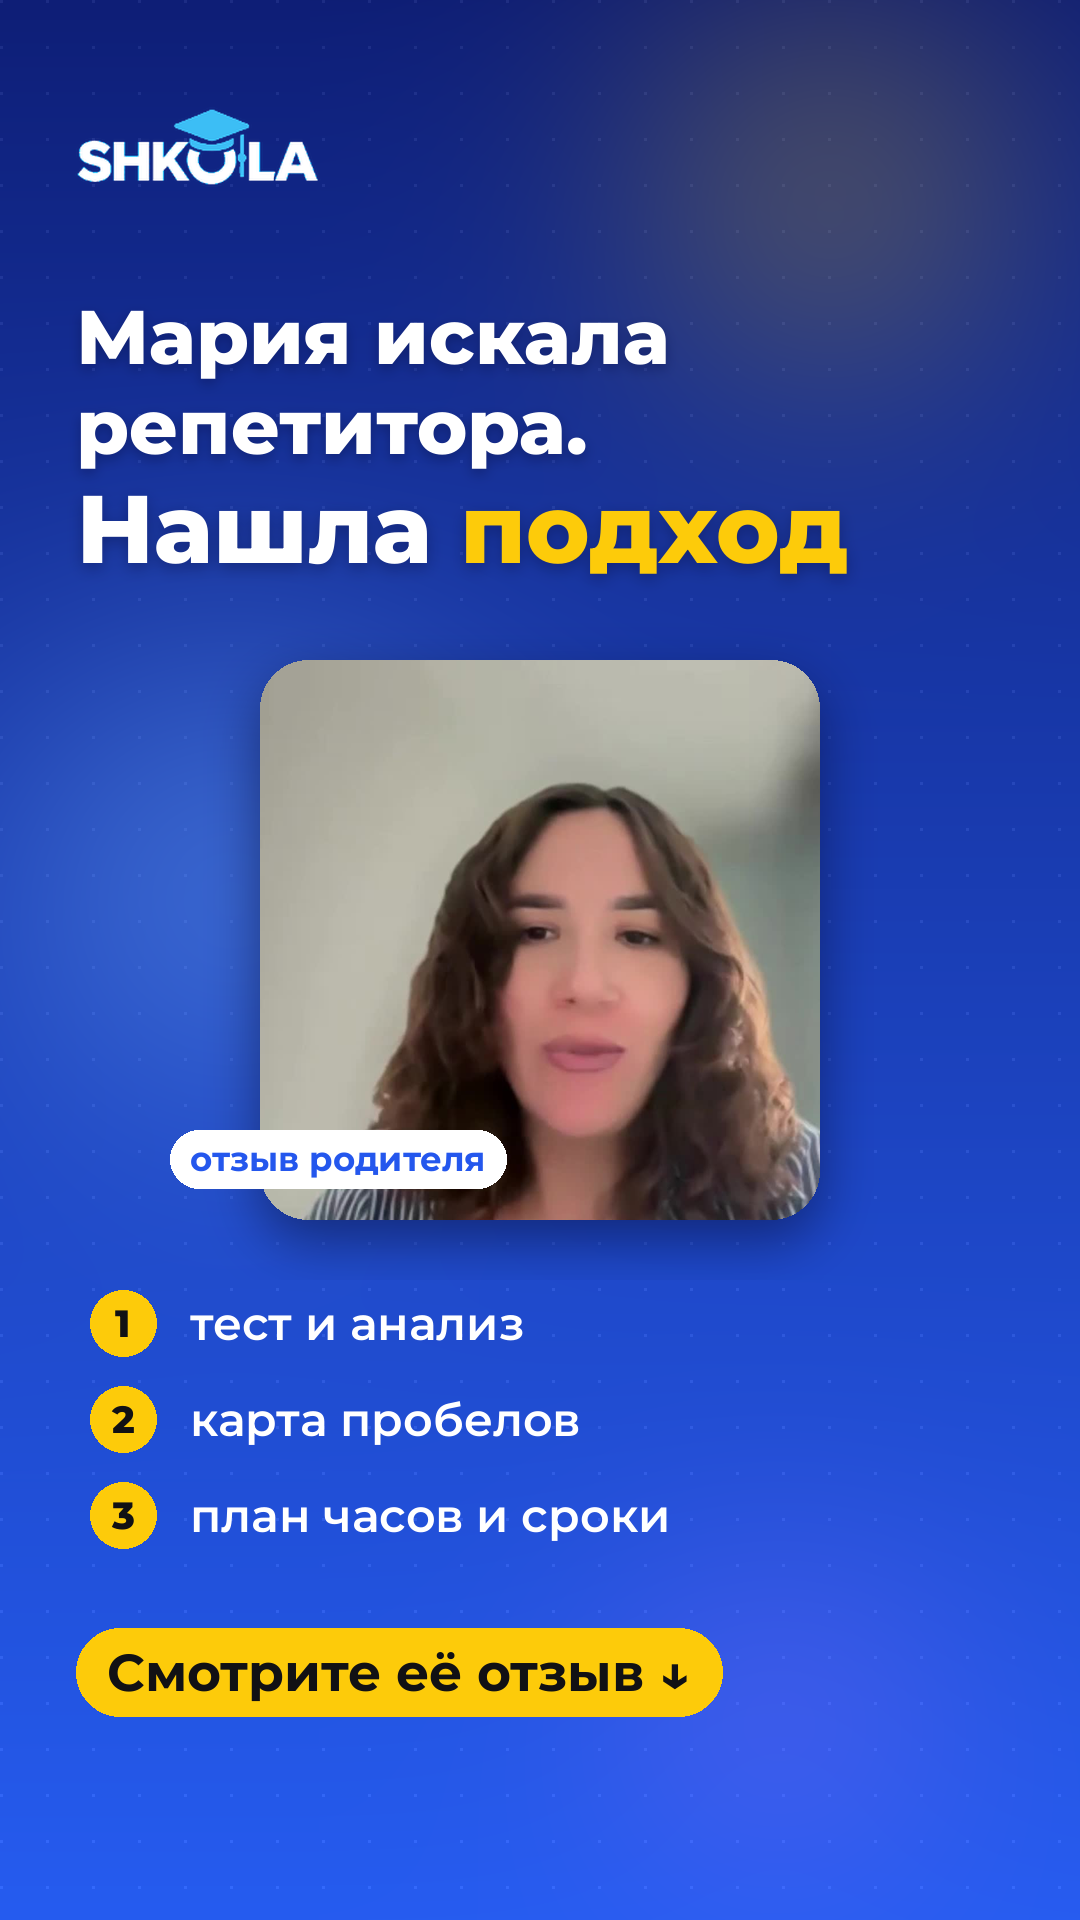 SHKOLA
Мария искала
репетитора.
Нашла подход
отзыв родителя
1 тест и анализ
2 карта пробелов
3 план часов и сроки
Смотрите её отзыв ↓